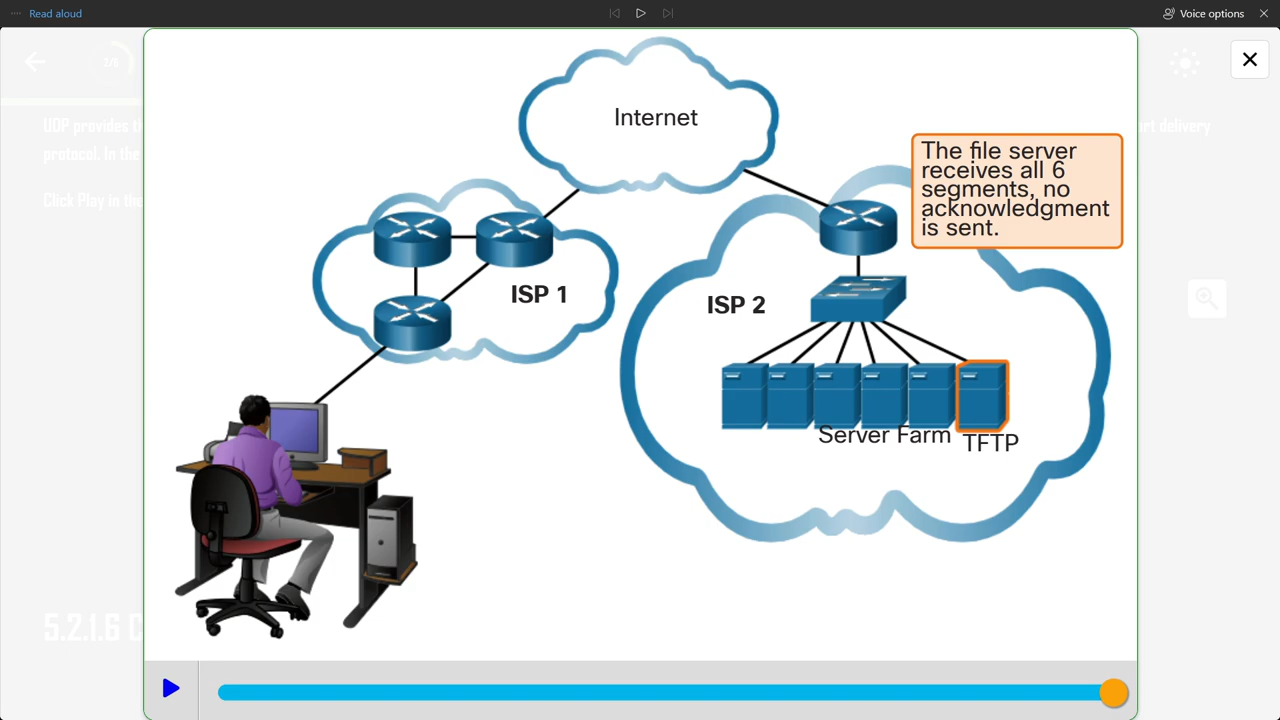 Read aloud
Voice options
1/6
UDP provides th
rt delivery
protocol. In the
Click Play in the
Internet
The file server
receives all 6
segments, no
acknowledgment
is sent.
ISP 1
ISP 2
Server Farm
TFTP
5.2.1.6 C